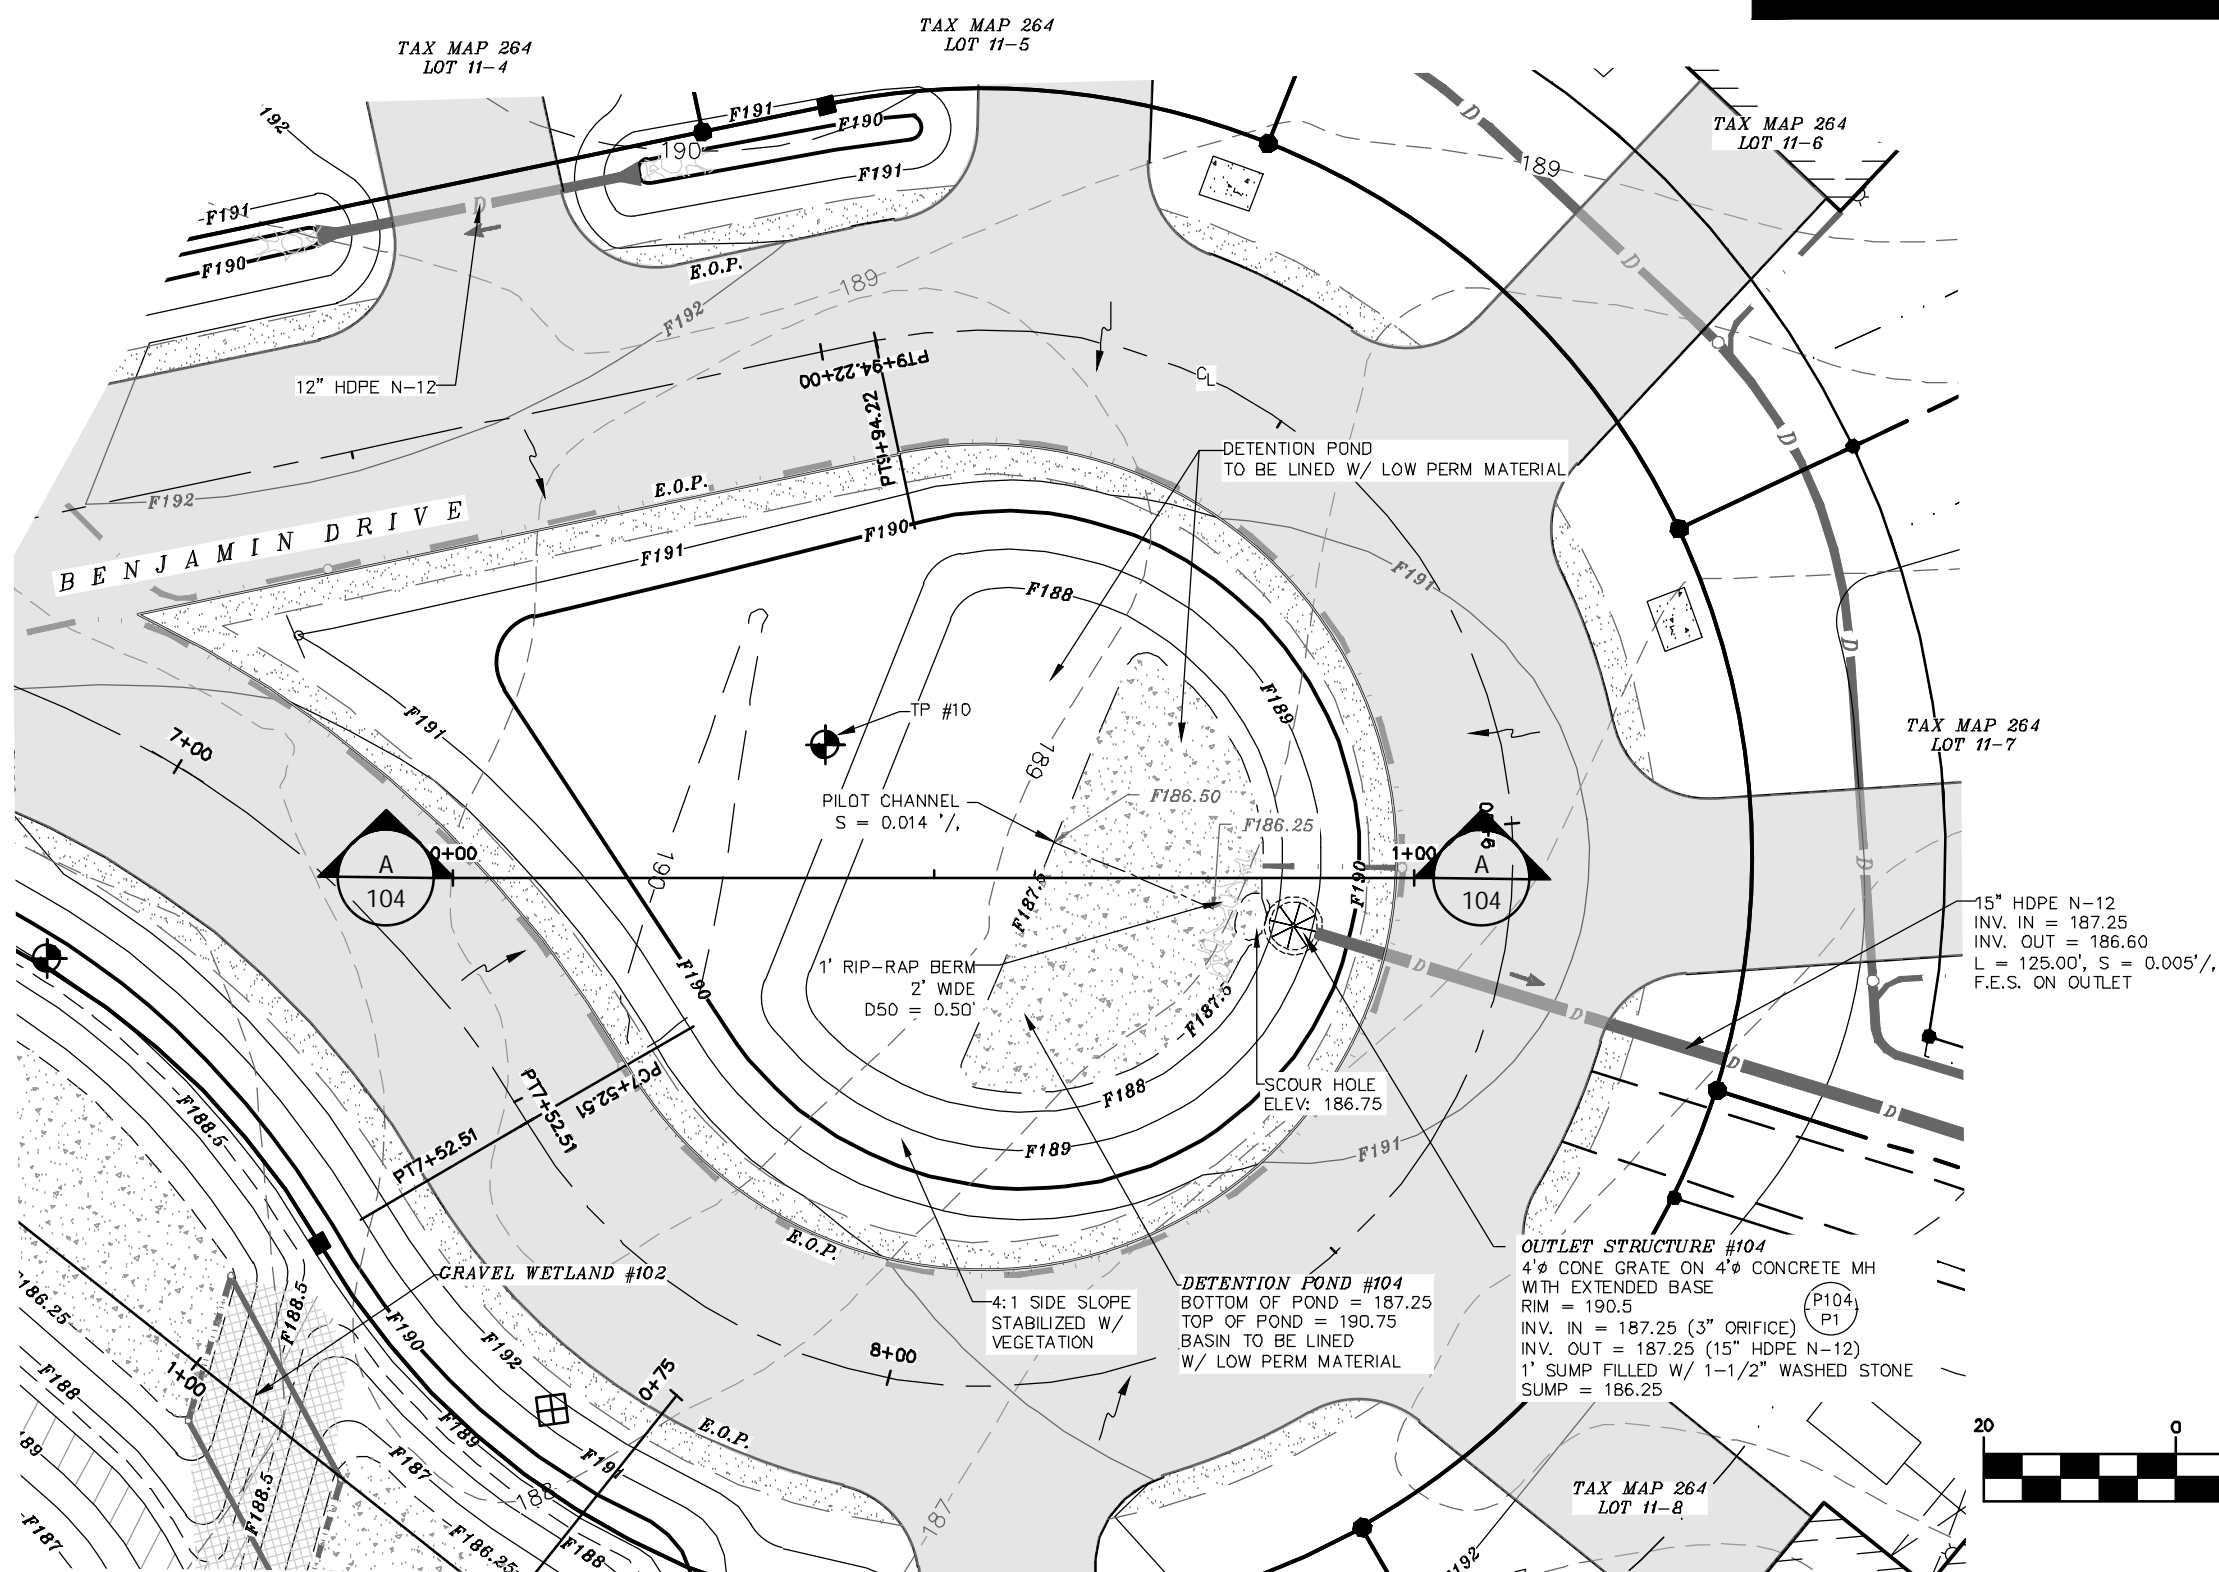 TAX MAP 264
LOT 11-4
TAX MAP 264
LOT 11-5
TAX MAP 264
LOT 11-6
192
F191
F190
190
F191
F191
F190
D
D
189
D
D
D
D
D
E.O.P.
189
F192
12" HDPE N-12
PT9+94.22+00
PT9+94.22
PT9+94.22
CL
DETENTION POND
TO BE LINED W/ LOW PERM MATERIAL
F192
E.O.P.
BENJAMIN DRIVE
F191
F190
F188
F191
F189
F191
TP #10
189
7+00
TAX MAP 264
LOT 11-7
PILOT CHANNEL
S = 0.014 '/,
F186.50
F186.25
A
104
0+00
190
F187.5
F190
1+00
A
104
15" HDPE N-12
INV. IN = 187.25
INV. OUT = 186.60
L = 125.00', S = 0.005'/,
F.E.S. ON OUTLET
D
D
D
D
1' RIP-RAP BERM
2' WIDE
D50 = 0.50'
F190
F187.5
SCOUR HOLE
ELEV: 186.75
F188
F189
F191
PC7+52.51
PT7+52.51
PT7+52.51
F188.5
E.O.P.
GRAVEL WETLAND #102
4:1 SIDE SLOPE
STABILIZED W/
VEGETATION
DETENTION POND #104
BOTTOM OF POND = 187.25
TOP OF POND = 190.75
BASIN TO BE LINED
W/ LOW PERM MATERIAL
OUTLET STRUCTURE #104
4'ø CONE GRATE ON 4'ø CONCRETE MH
WITH EXTENDED BASE
RIM = 190.5
INV. IN = 187.25 (3" ORIFICE)
INV. OUT = 187.25 (15" HDPE N-12)
1' SUMP FILLED W/ 1-1/2" WASHED STONE
SUMP = 186.25
P104
P1
186.25
F188.5
F190
F192
8+00
0+75
1+00
F188
F189
E.O.P.
F191
F187
188
F188.5
89
F187
F186.25
F188
187
192
TAX MAP 264
LOT 11-8
20
0